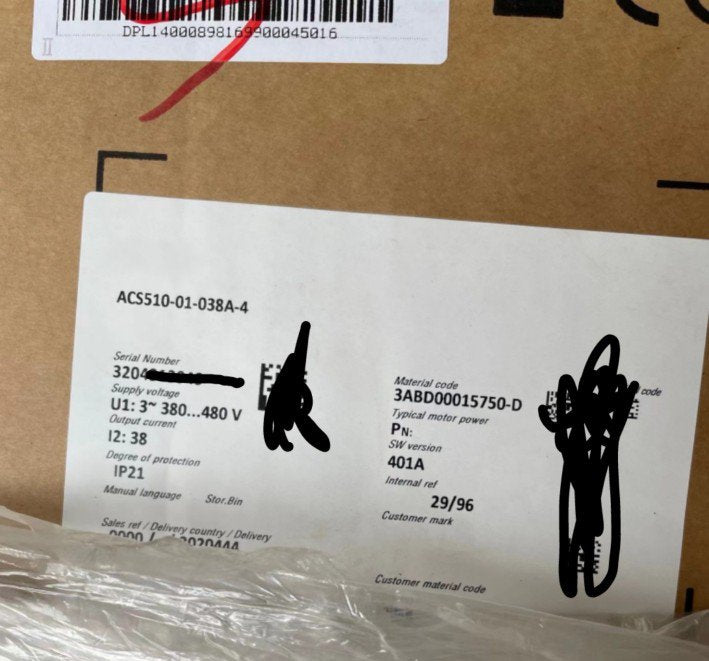 DPL14000898169900045016
ACS510-01-038A-4
Serial Number
3204
Supply voltage
U1: 3~ 380...480 V
Output current
I2: 38
Degree of protection
IP21
Manual language Stor.Bin
Sales ref / Delivery country / Delivery
Material code
3ABD00015750-D
Typical motor power
PN:
SW version
401A
Internal ref
29/96
Customer mark
Customer material code
code